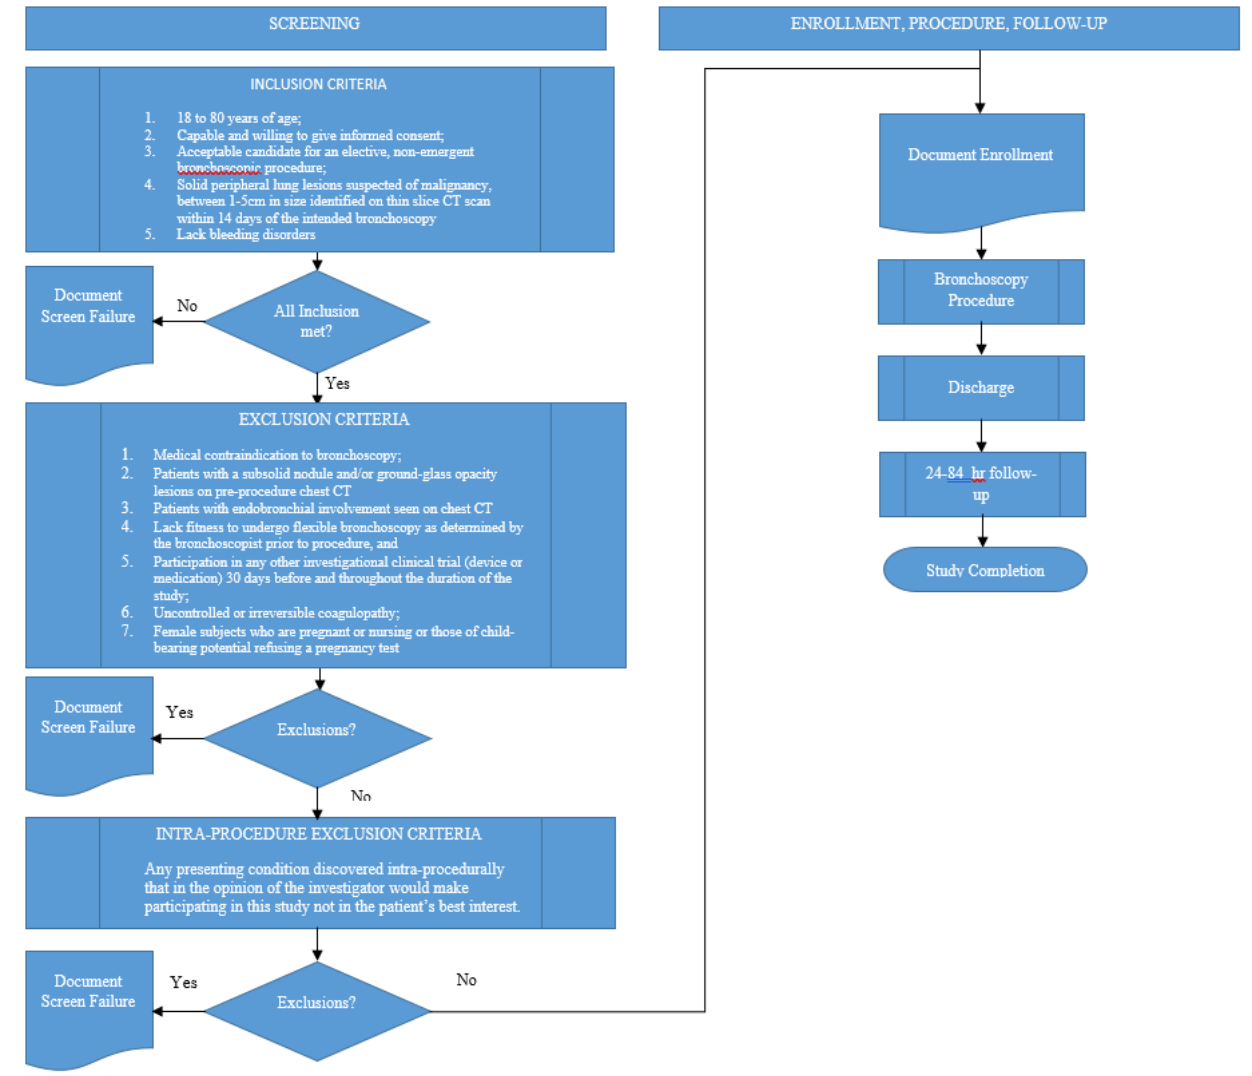 SCREENING
INCLUSION CRITERIA
1. 18 to 80 years of age;
2. Capable and willing to give informed consent;
3. Acceptable candidate for an elective, non-emergent
bronchoscopic procedure;
4. Solid peripheral lung lesions suspected of malignancy,
between 1-5cm in size identified on thin slice CT scan
within 14 days of the intended bronchoscopy
5. Lack bleeding disorders
Document
Screen Failure
No
All Inclusion
met?
Yes
EXCLUSION CRITERIA
1. Medical contraindication to bronchoscopy;
2. Patients with a subsolid nodule and/or ground-glass opacity
lesions on pre-procedure chest CT
3. Patients with endobronchial involvement seen on chest CT
4. Lack fitness to undergo flexible bronchoscopy as determined by
the bronchoscopist prior to procedure, and
5. Participation in any other investigational clinical trial (device or
medication) 30 days before and throughout the duration of the
study;
6. Uncontrolled or irreversible coagulopathy;
7. Female subjects who are pregnant or nursing or those of child-
bearing potential refusing a pregnancy test
Document
Screen Failure
Yes
Exclusions?
No
INTRA-PROCEDURE EXCLUSION CRITERIA
Any presenting condition discovered intra-procedurally
that in the opinion of the investigator would make
participating in this study not in the patient's best interest.
Document
Screen Failure
Yes
Exclusions?
No
ENROLLMENT, PROCEDURE, FOLLOW-UP
Document Enrollment
Bronchoscopy
Procedure
Discharge
24-84 hr follow-
up
Study Completion